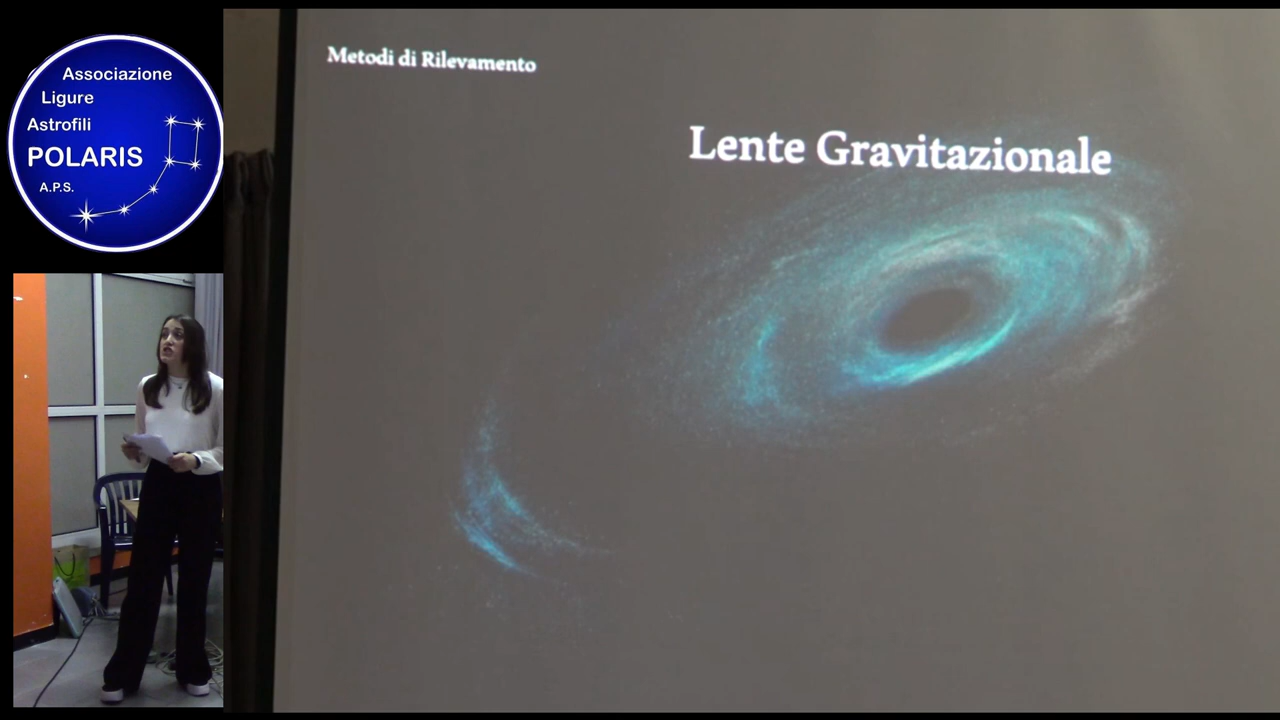 Associazione
Ligure
Astrofili
POLARIS
A.P.S.
Metodi di Rilevamento
Lente Gravitazionale